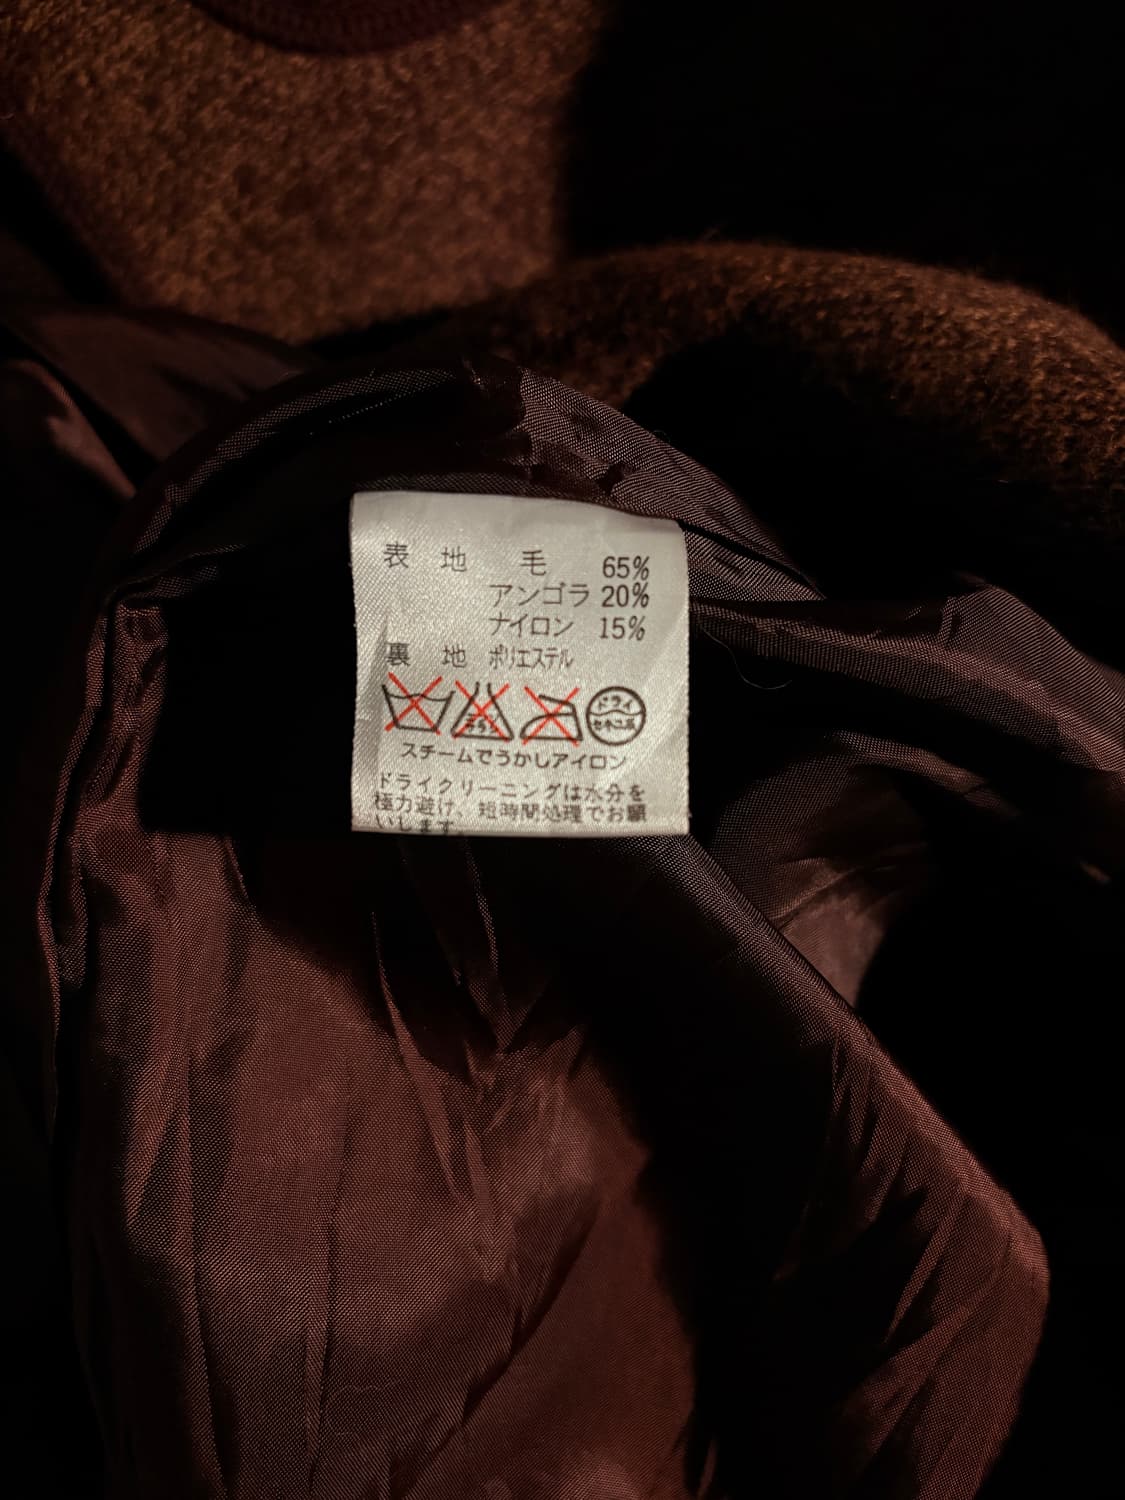 表 地 毛 65%
アンゴラ 20%
ナイロン 15%
裏 地 ポリエステル
エンソ ドライ セキユ系
スチームでうかしアイロン
ドライクリーニングは水分を
極力避け、短時間処理でお願
いします。